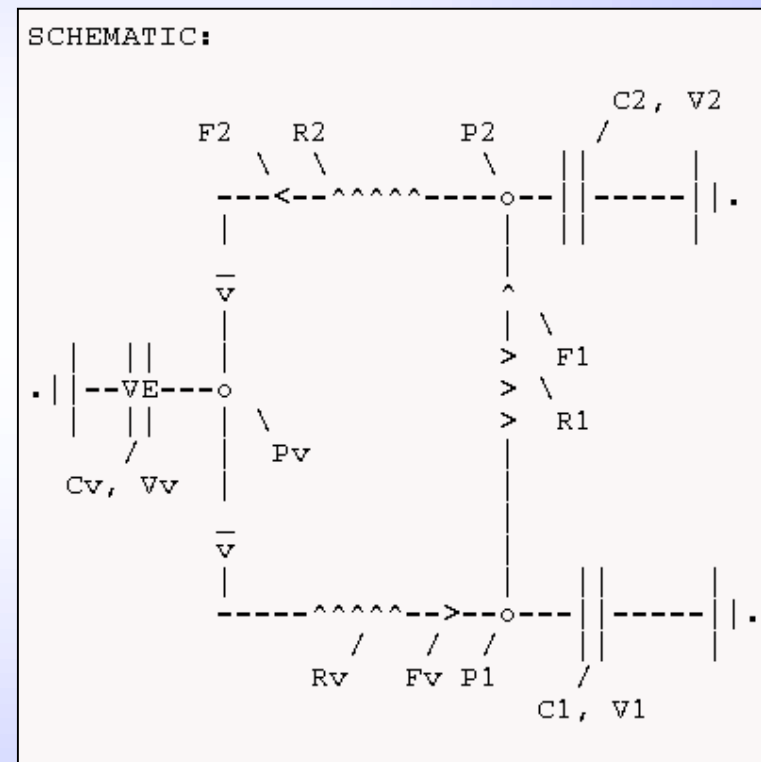 SCHEMATIC:
C2, V2
F2 R2 P2
F1
R1
VE
Pv
Cv, Vv
Rv Fv P1
C1, V1